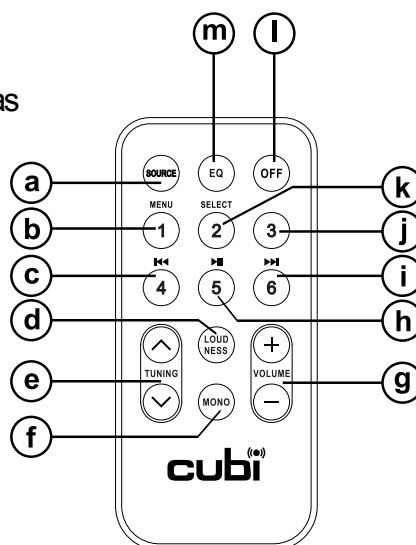 m l
as
SOURCE EQ OFF
a
k
MENU SELECT
b 1 2 3 j
c 4 5 6 i
d LOUD NESS h
e TUNING VOLUME g
f MONO
cubi